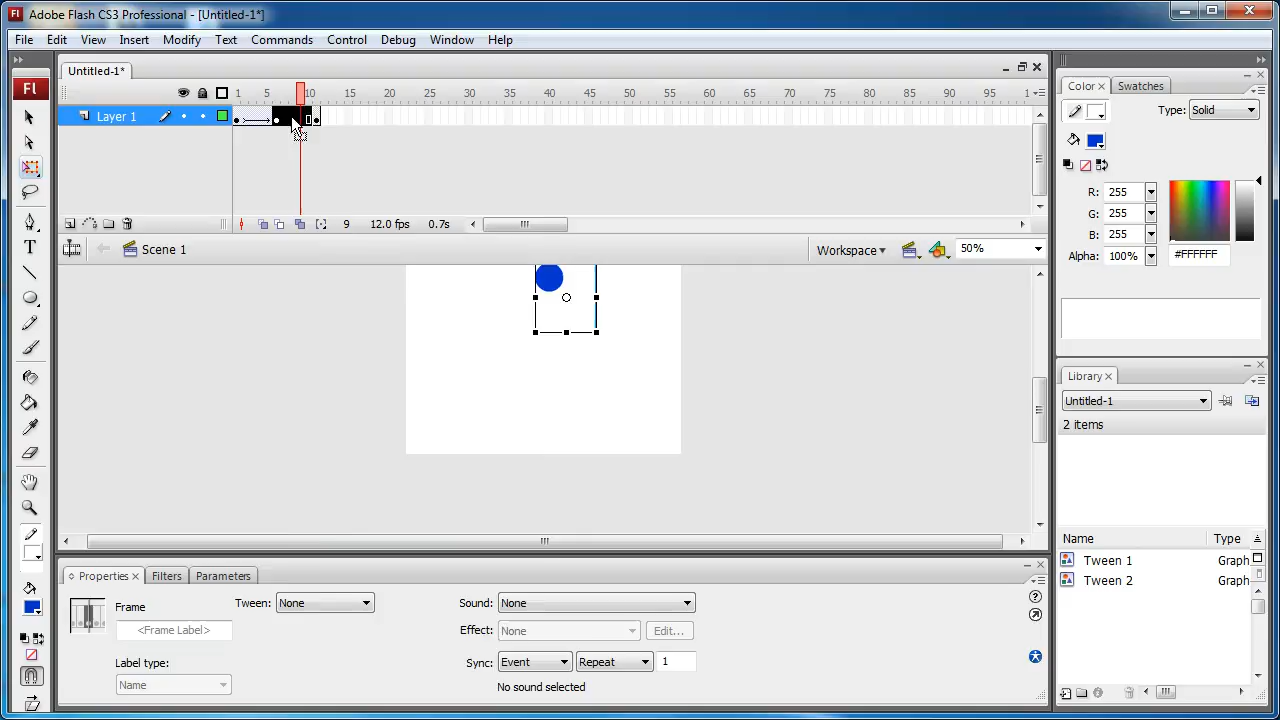 Fl Adobe Flash CS3 Professional - [Untitled-1*]
File Edit View Insert Modify Text Commands Control Debug Window Help
Untitled-1*
1 5 10 15 20 25 30 35 40 45 50 55 60 65 70 75 80 85 90 95 1
Layer 1
9 12.0 fps 0.7s
Scene 1
Workspace
50%
Fl
T
Color
Swatches
Type: Solid
R: 255
G: 255
B: 255
Alpha: 100%
#FFFFFF
Library
Untitled-1
2 items
Name Type
Tween 1 Graph
Tween 2 Graph
Properties Filters Parameters
Frame
<Frame Label>
Label type:
Name
Tween: None
Sound: None
Effect: None Edit...
Sync: Event Repeat 1
No sound selected